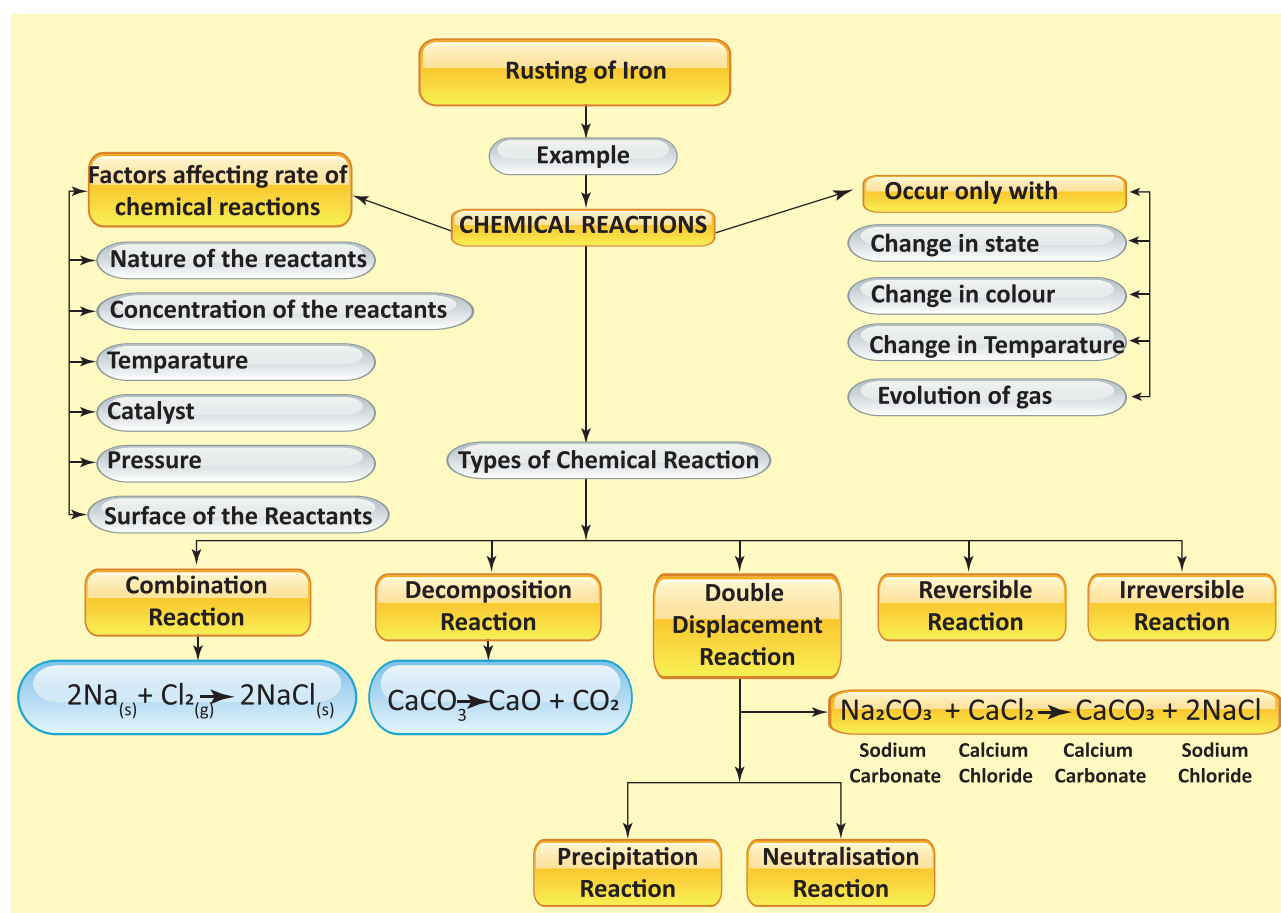 Rusting of Iron
Example
CHEMICAL REACTIONS
Factors affecting rate of
chemical reactions
Nature of the reactants
Concentration of the reactants
Temparature
Catalyst
Pressure
Surface of the Reactants
Occur only with
Change in state
Change in colour
Change in Temparature
Evolution of gas
Types of Chemical Reaction
Combination
Reaction
2Na(s) + Cl₂(g) → 2NaCl(s)
Decomposition
Reaction
CaCO₃ → CaO + CO₂
Double
Displacement
Reaction
Na₂CO₃ + CaCl₂ → CaCO₃ + 2NaCl
Sodium Calcium Calcium Sodium
Carbonate Chloride Carbonate Chloride
Precipitation
Reaction
Neutralisation
Reaction
Reversible
Reaction
Irreversible
Reaction